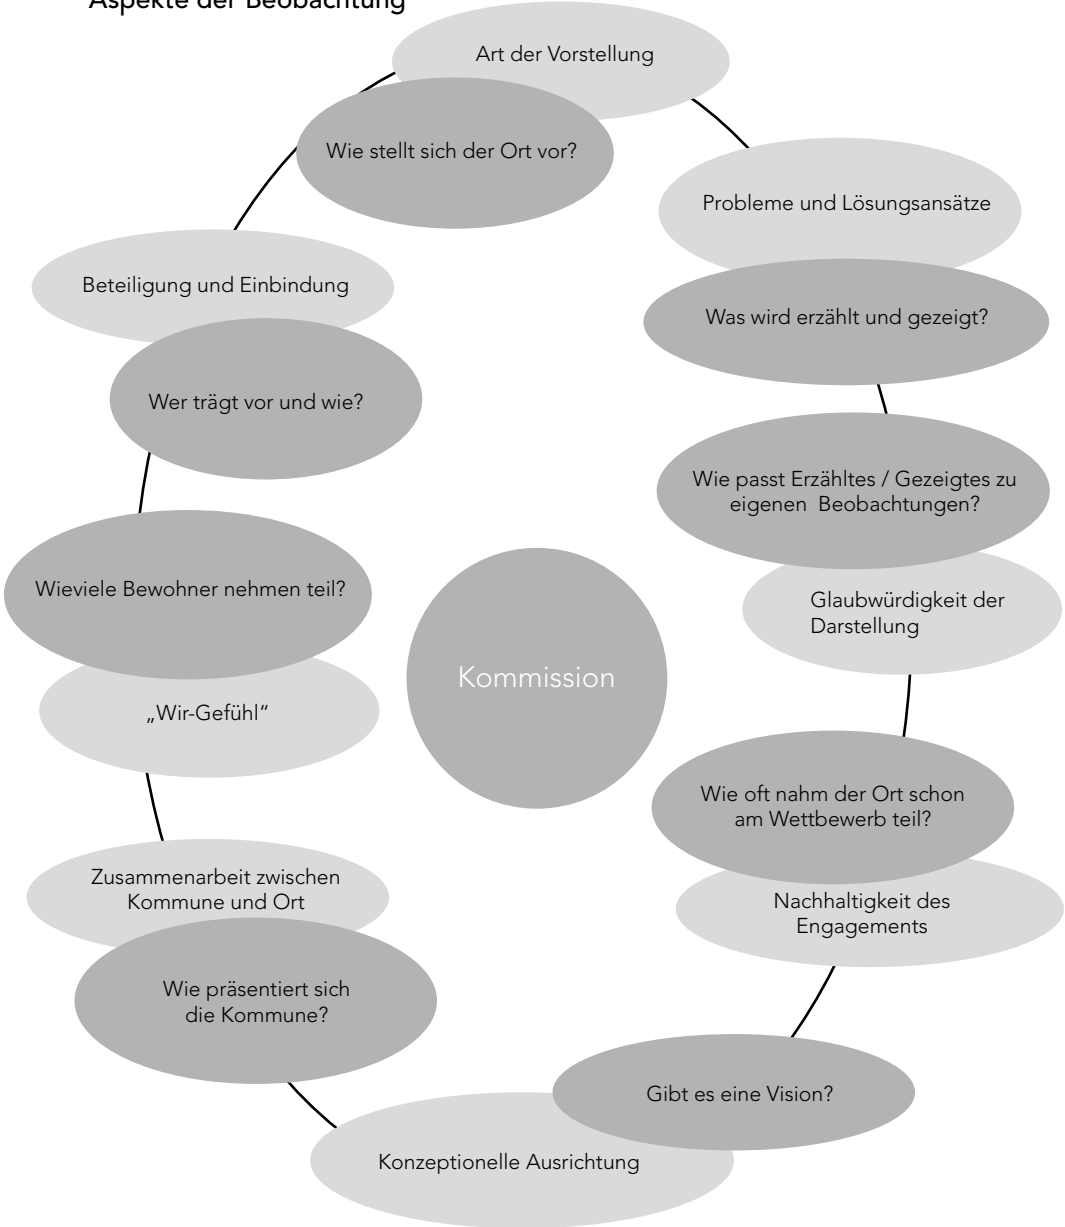 Aspekte der Beobachtung
Art der Vorstellung
Wie stellt sich der Ort vor?
Probleme und Lösungsansätze
Was wird erzählt und gezeigt?
Wie passt Erzähltes / Gezeigtes zu
eigenen Beobachtungen?
Glaubwürdigkeit der
Darstellung
Wie oft nahm der Ort schon
am Wettbewerb teil?
Nachhaltigkeit des
Engagements
Gibt es eine Vision?
Konzeptionelle Ausrichtung
Wie präsentiert sich
die Kommune?
Zusammenarbeit zwischen
Kommune und Ort
„Wir-Gefühl“
Wieviele Bewohner nehmen teil?
Wer trägt vor und wie?
Beteiligung und Einbindung
Kommission